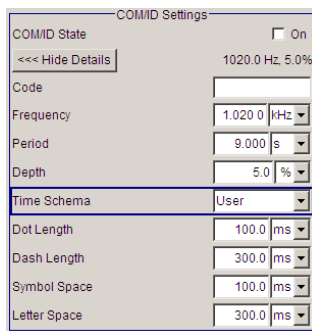 COM/ID Settings
COM/ID State On
<<< Hide Details 1020.0 Hz, 5.0%
Code
Frequency 1.020 0 kHz
Period 9.000 s
Depth 5.0 %
Time Schema User
Dot Length 100.0 ms
Dash Length 300.0 ms
Symbol Space 100.0 ms
Letter Space 300.0 ms